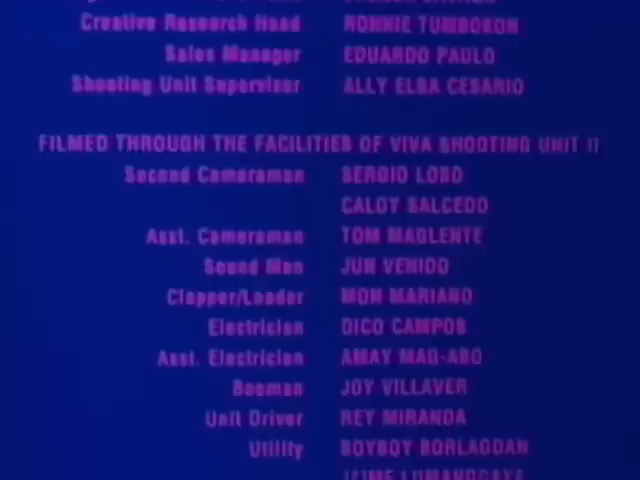 Creative Research Head RONNIE TUMBOKON
Sales Manager EDUARDO PAULO
Shooting Unit Supervisor ALLY ELBA CESARIO
FILMED THROUGH THE FACILITIES OF VIVA SHOOTING UNIT II
Second Cameraman SERGIO LOBO
CALOY SALCEDO
Asst. Cameraman TOM MAGLENTE
Sound Man JUN VENIDO
Clapper/Loader MON MARIANO
Electrician DICO CAMPOS
Asst. Electrician AMAY MAG-ABO
Booman JOY VILLAVER
Unit Driver REY MIRANDA
Utility BOYBOY BORLAGDAN